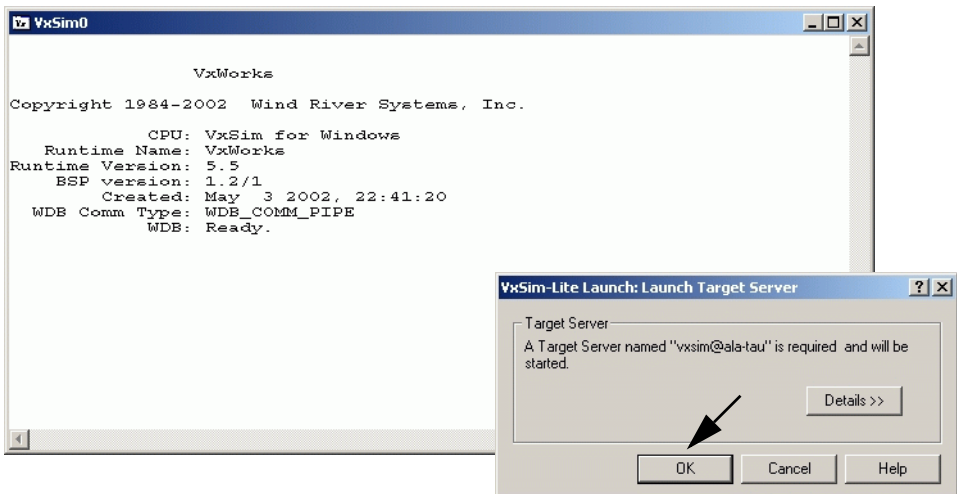 VxSim0
VxWorks
Copyright 1984-2002  Wind River Systems, Inc.
CPU: VxSim for Windows
Runtime Name: VxWorks
Runtime Version: 5.5
BSP version: 1.2/1
Created: May  3 2002, 22:41:20
WDB Comm Type: WDB_COMM_PIPE
WDB: Ready.
VxSim-Lite Launch: Launch Target Server
Target Server
A Target Server named "vxsim@ala-tau" is required  and will be
started.
Details >>
OK Cancel Help